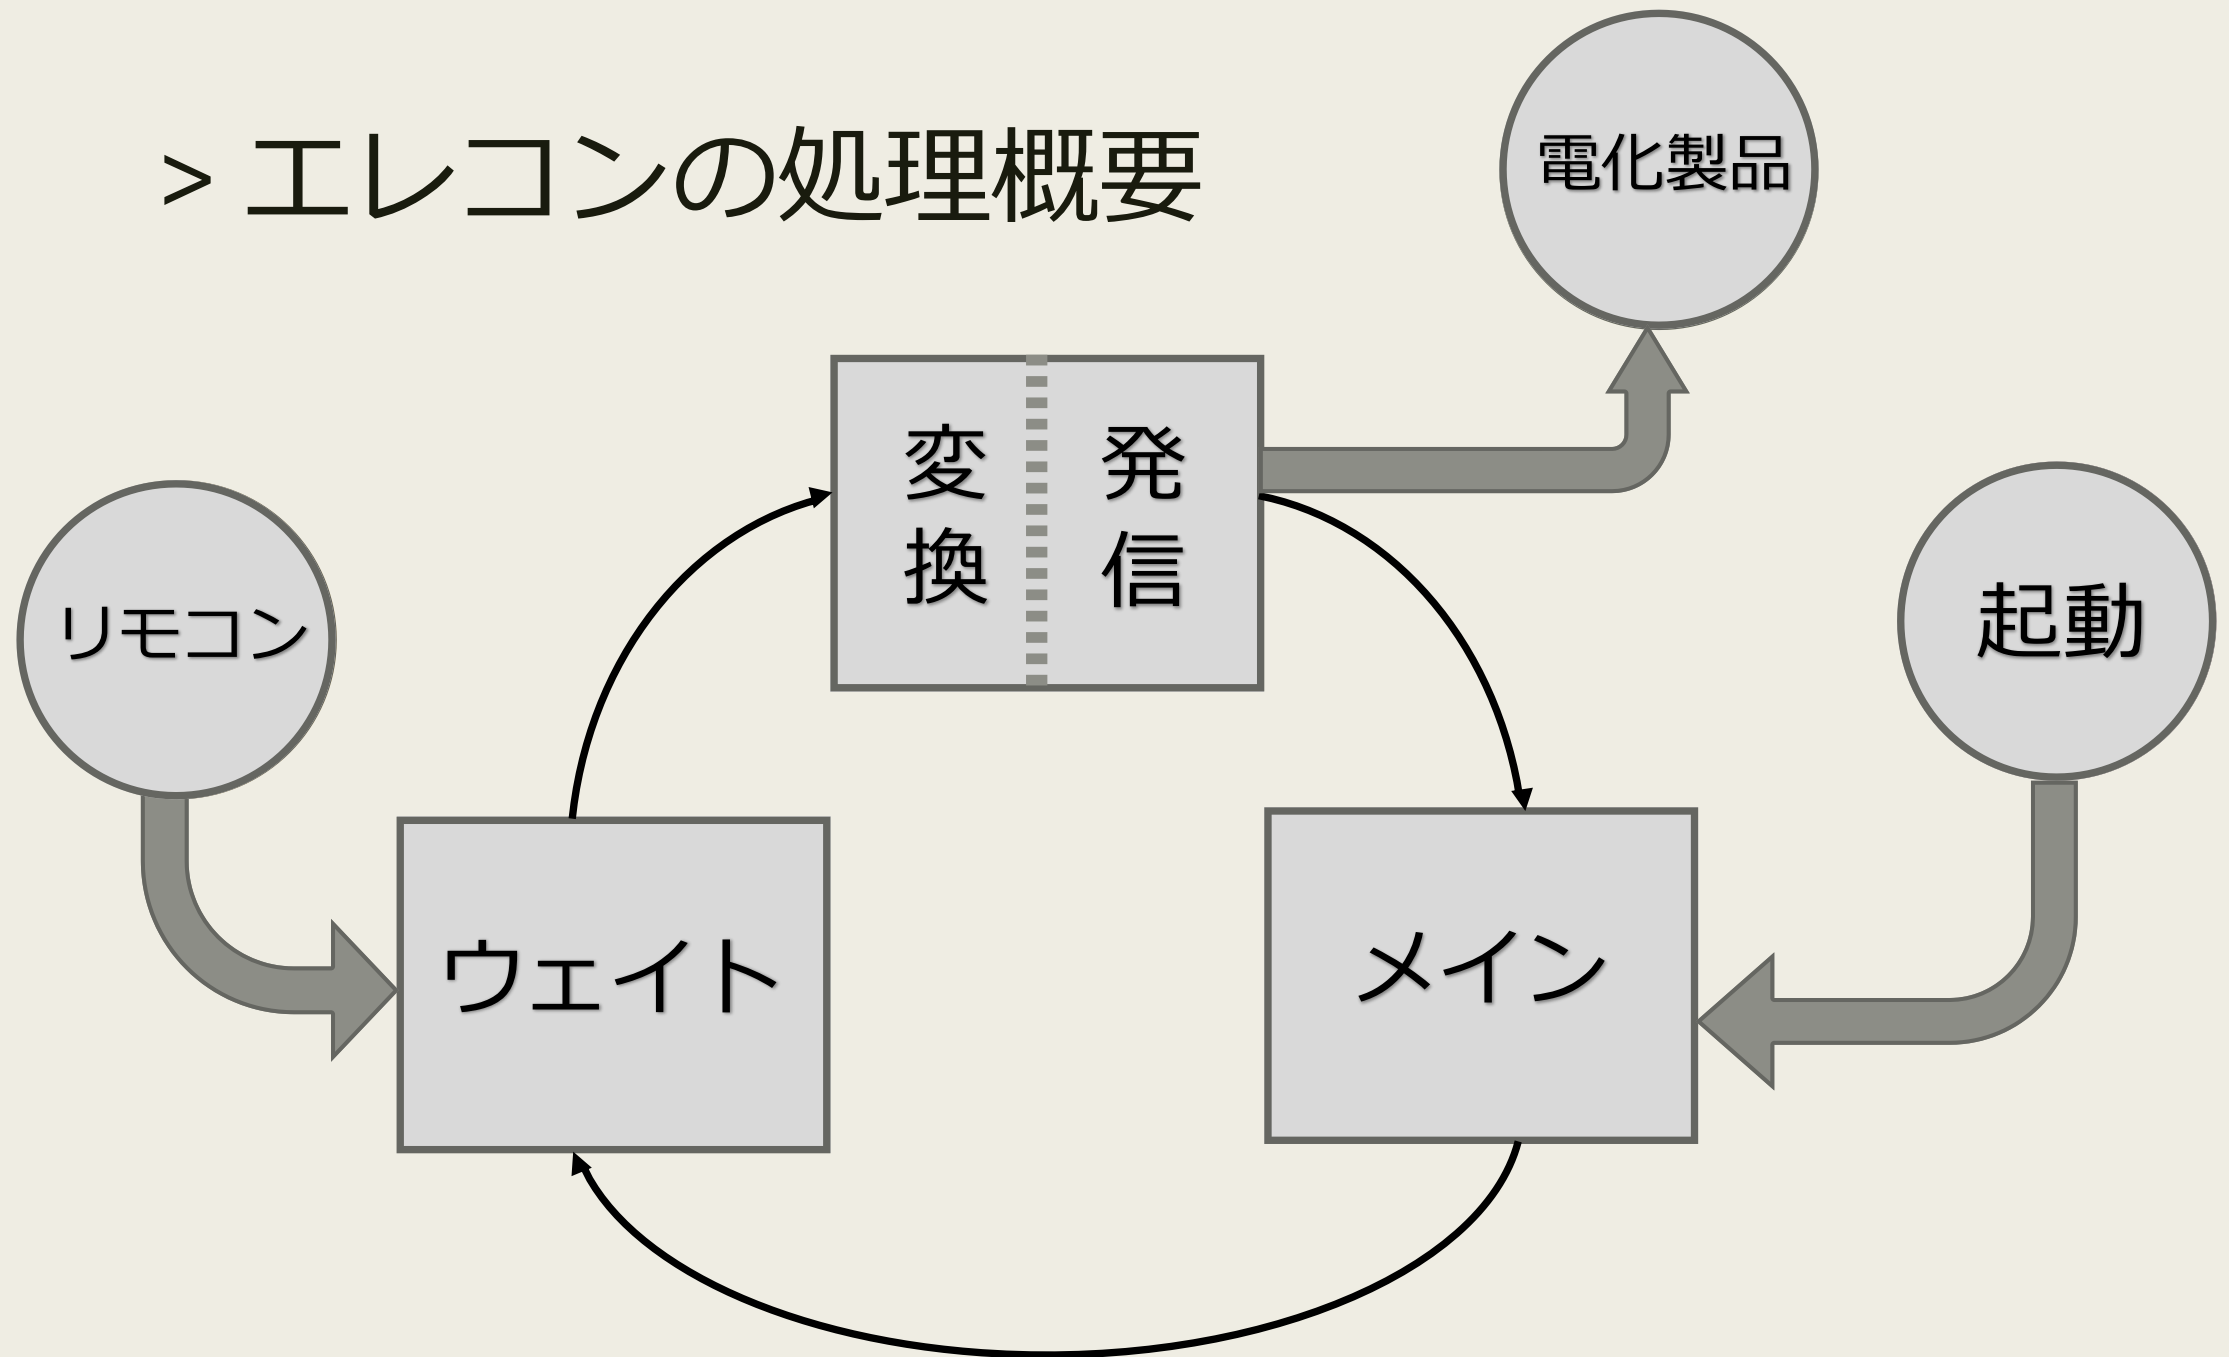 > エレコンの処理概要
電化製品
変換
発信
リモコン
起動
ウェイト
メイン